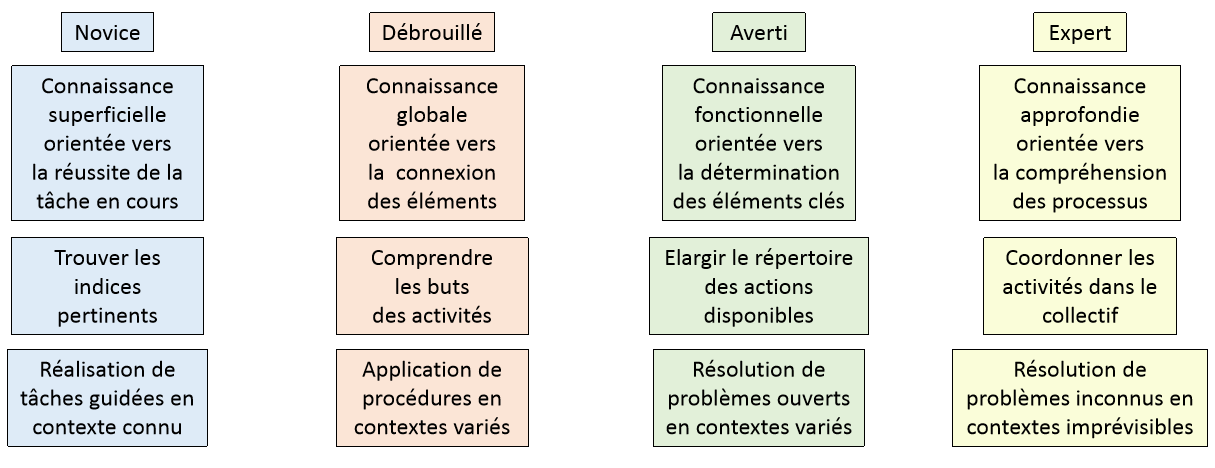 Novice
Connaissance
superficielle
orientée vers
la réussite de la
tâche en cours
Trouver les
indices
pertinents
Réalisation de
tâches guidées en
contexte connu
Débrouillé
Connaissance
globale
orientée vers
la connexion
des éléments
Comprendre
les buts
des activités
Application de
procédures en
contextes variés
Averti
Connaissance
fonctionnelle
orientée vers
la détermination
des éléments clés
Elargir le répertoire
des actions
disponibles
Résolution de
problèmes ouverts
en contextes variés
Expert
Connaissance
approfondie
orientée vers
la compréhension
des processus
Coordonner les
activités dans le
collectif
Résolution de
problèmes inconnus en
contextes imprévisibles